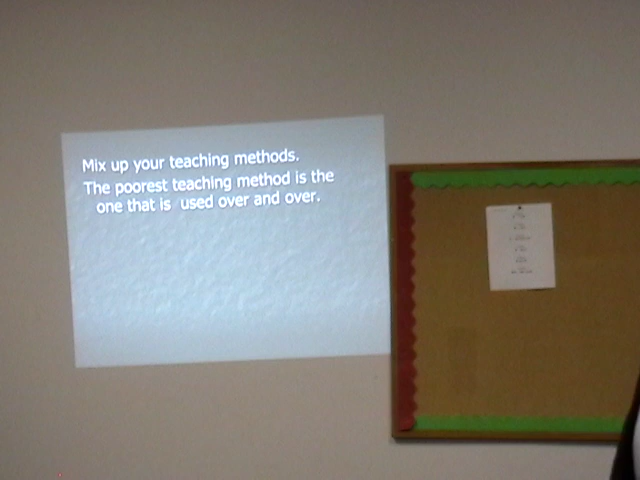 Mix up your teaching methods.
The poorest teaching method is the
one that is used over and over.